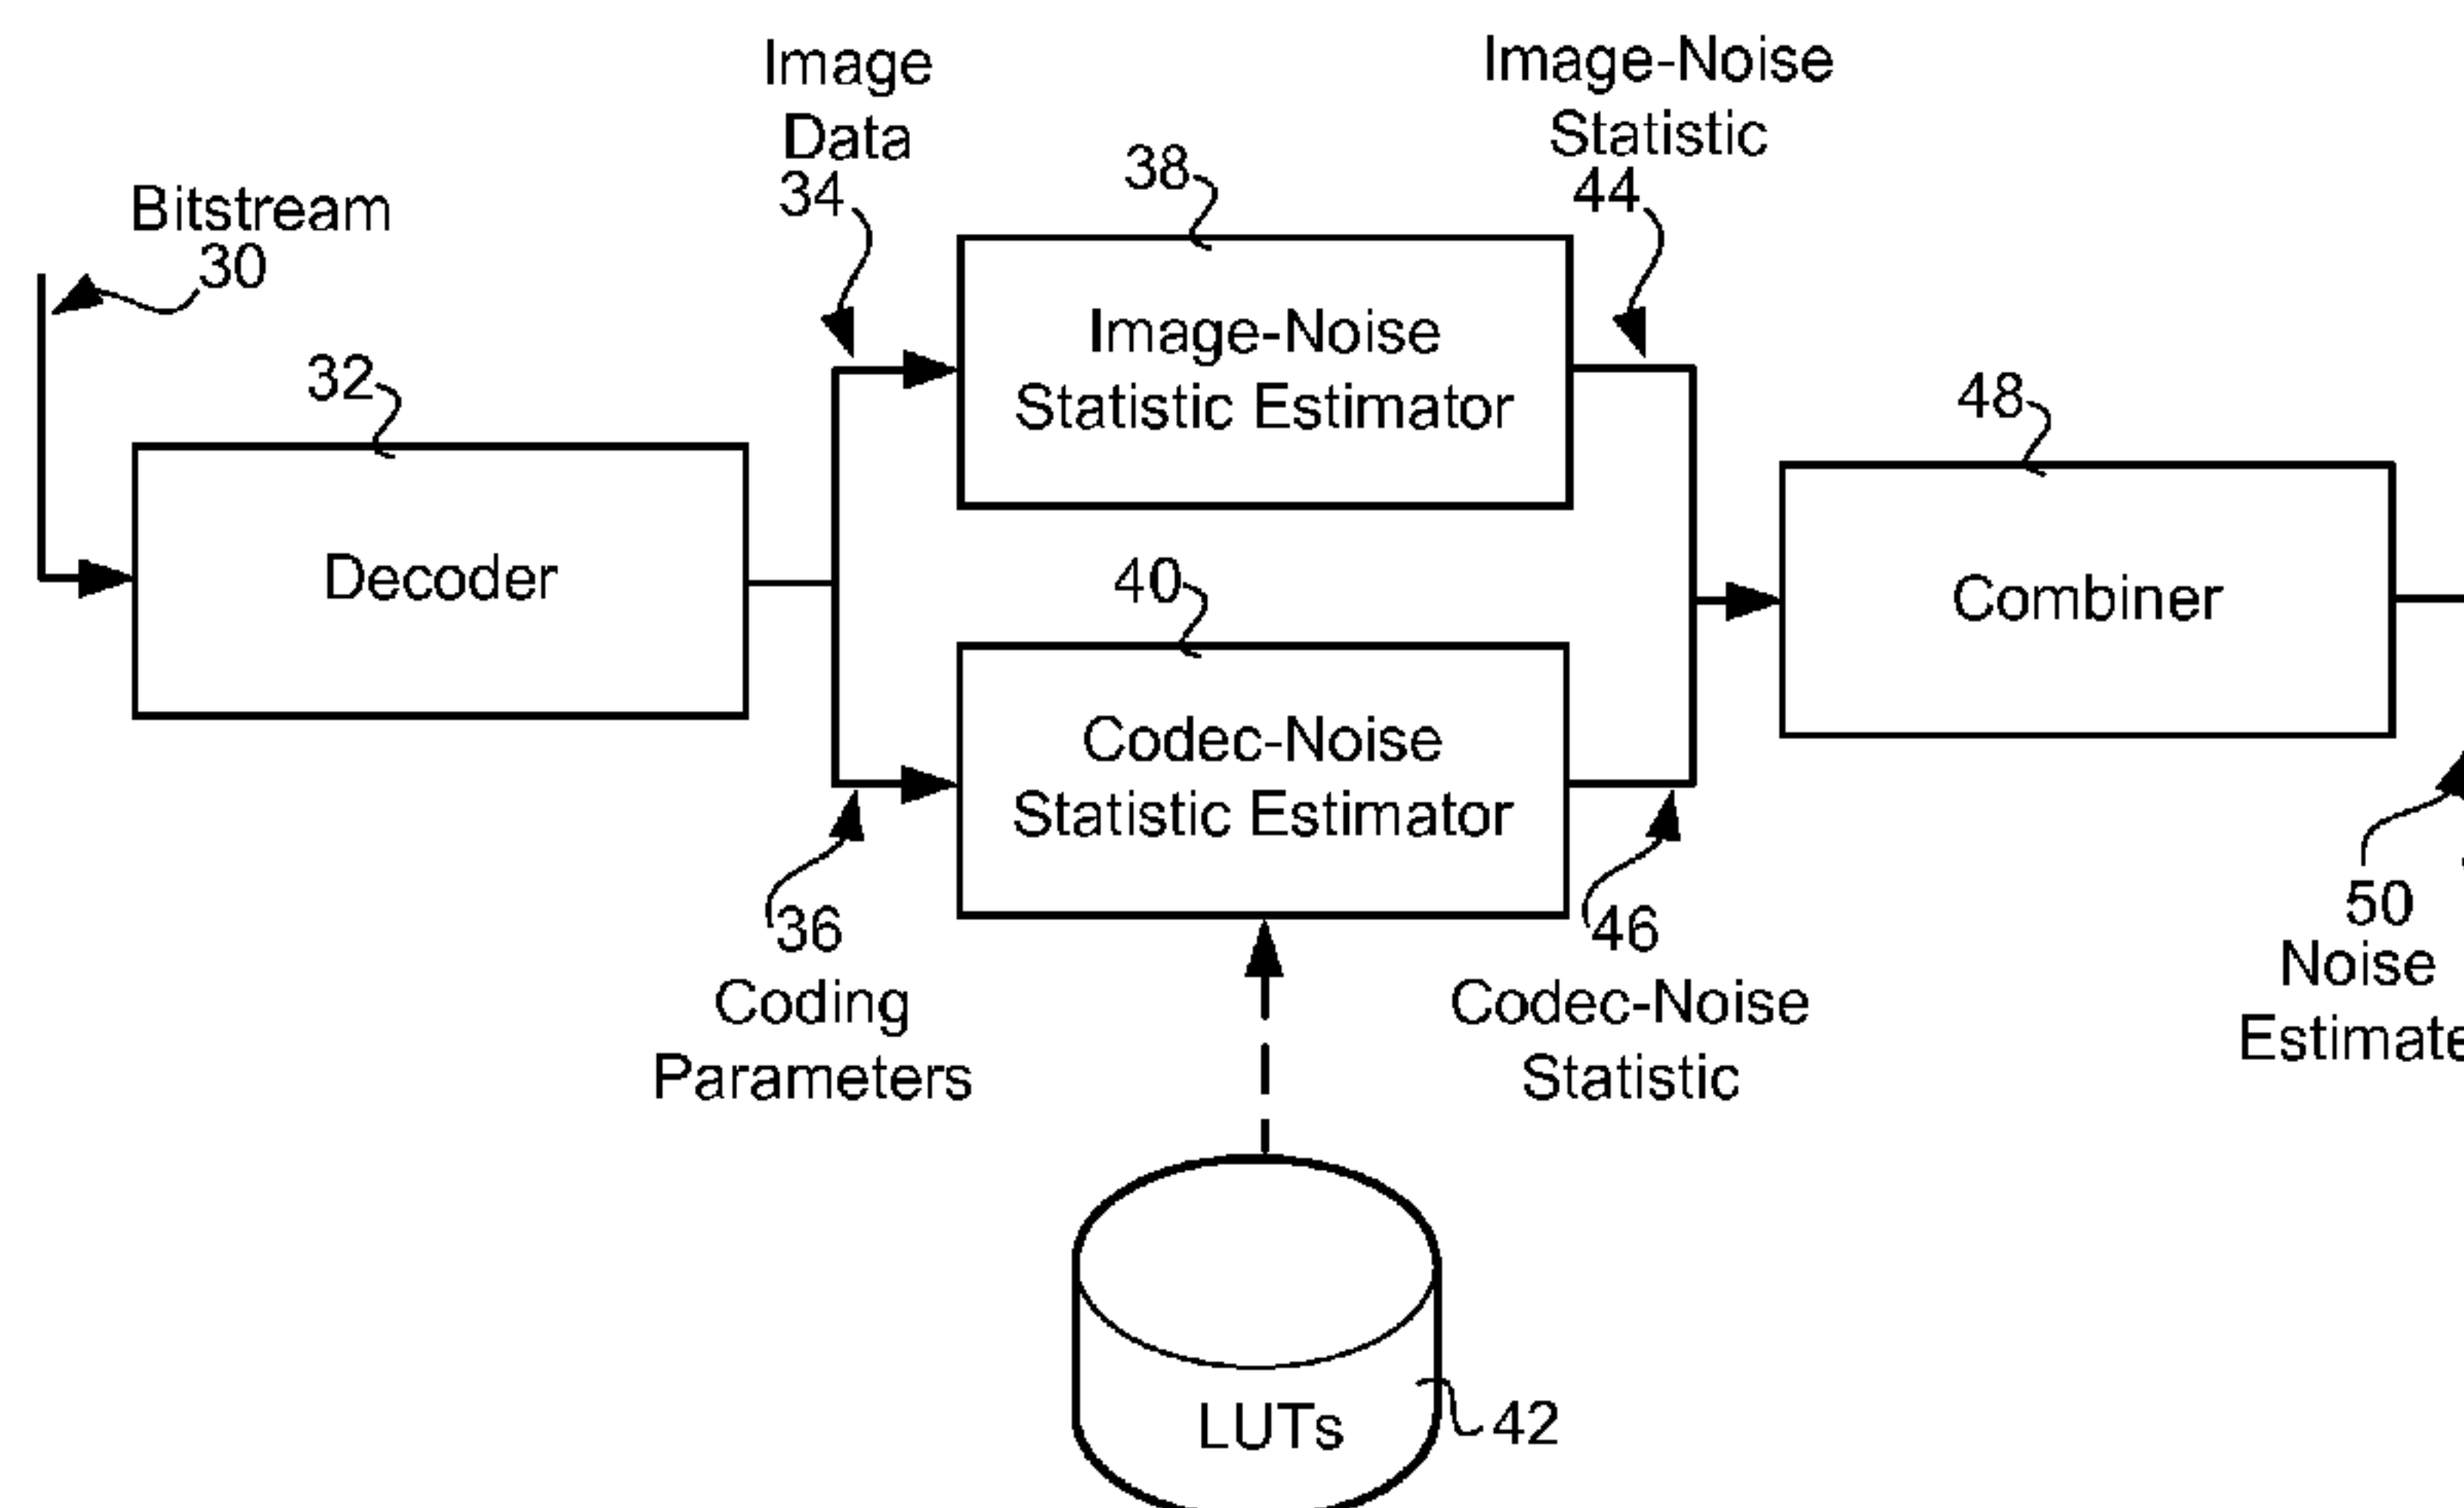 Bitstream
30
32
Decoder
Image
Data
34
38
Image-Noise
Statistic Estimator
40
Codec-Noise
Statistic Estimator
36
Coding
Parameters
Image-Noise
Statistic
44
46
Codec-Noise
Statistic
48
Combiner
50
Noise
Estimate
LUTs
42